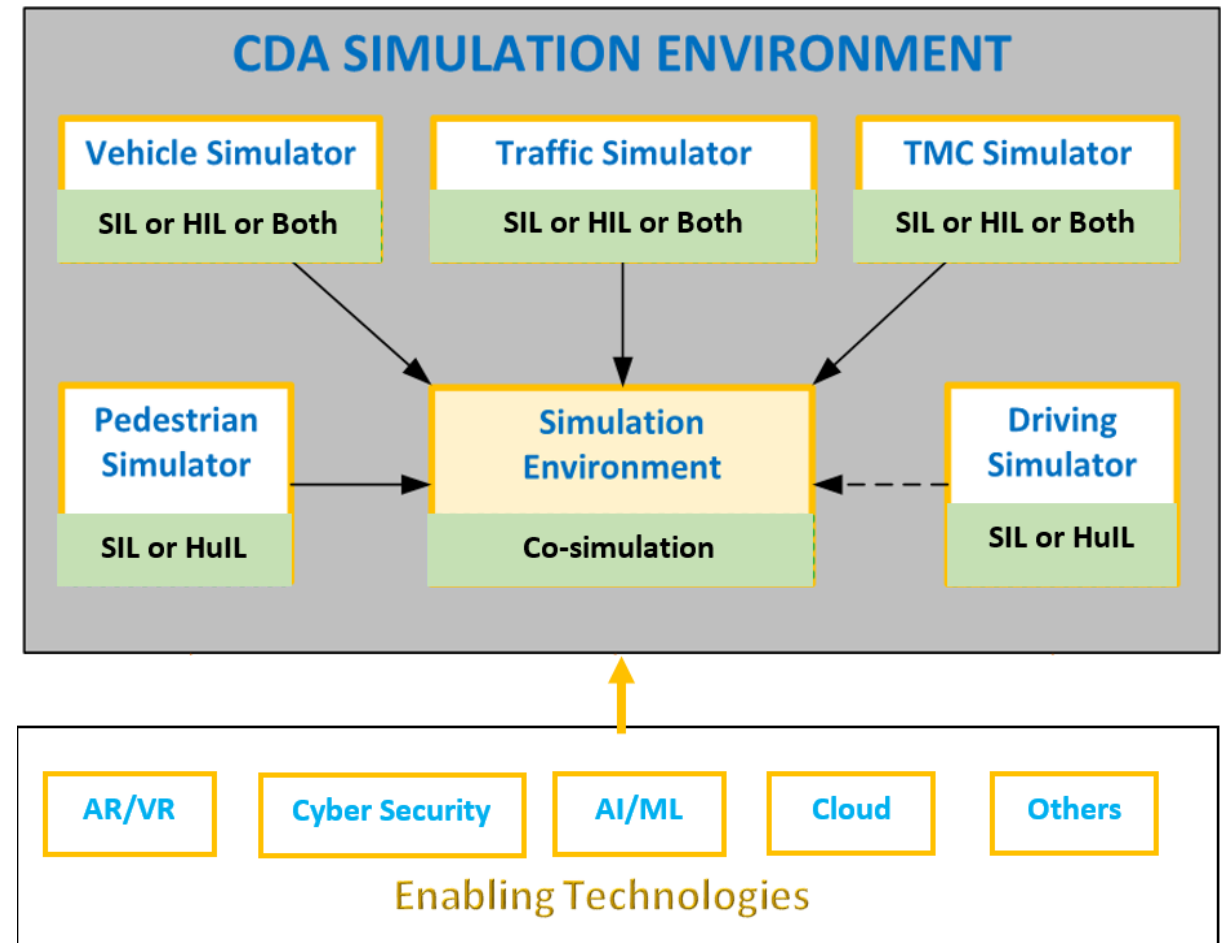 CDA SIMULATION ENVIRONMENT
Vehicle Simulator
SIL or HIL or Both
Traffic Simulator
SIL or HIL or Both
TMC Simulator
SIL or HIL or Both
Pedestrian
Simulator
SIL or HuIL
Simulation
Environment
Co-simulation
Driving
Simulator
SIL or HuIL
AR/VR
Cyber Security
AI/ML
Cloud
Others
Enabling Technologies